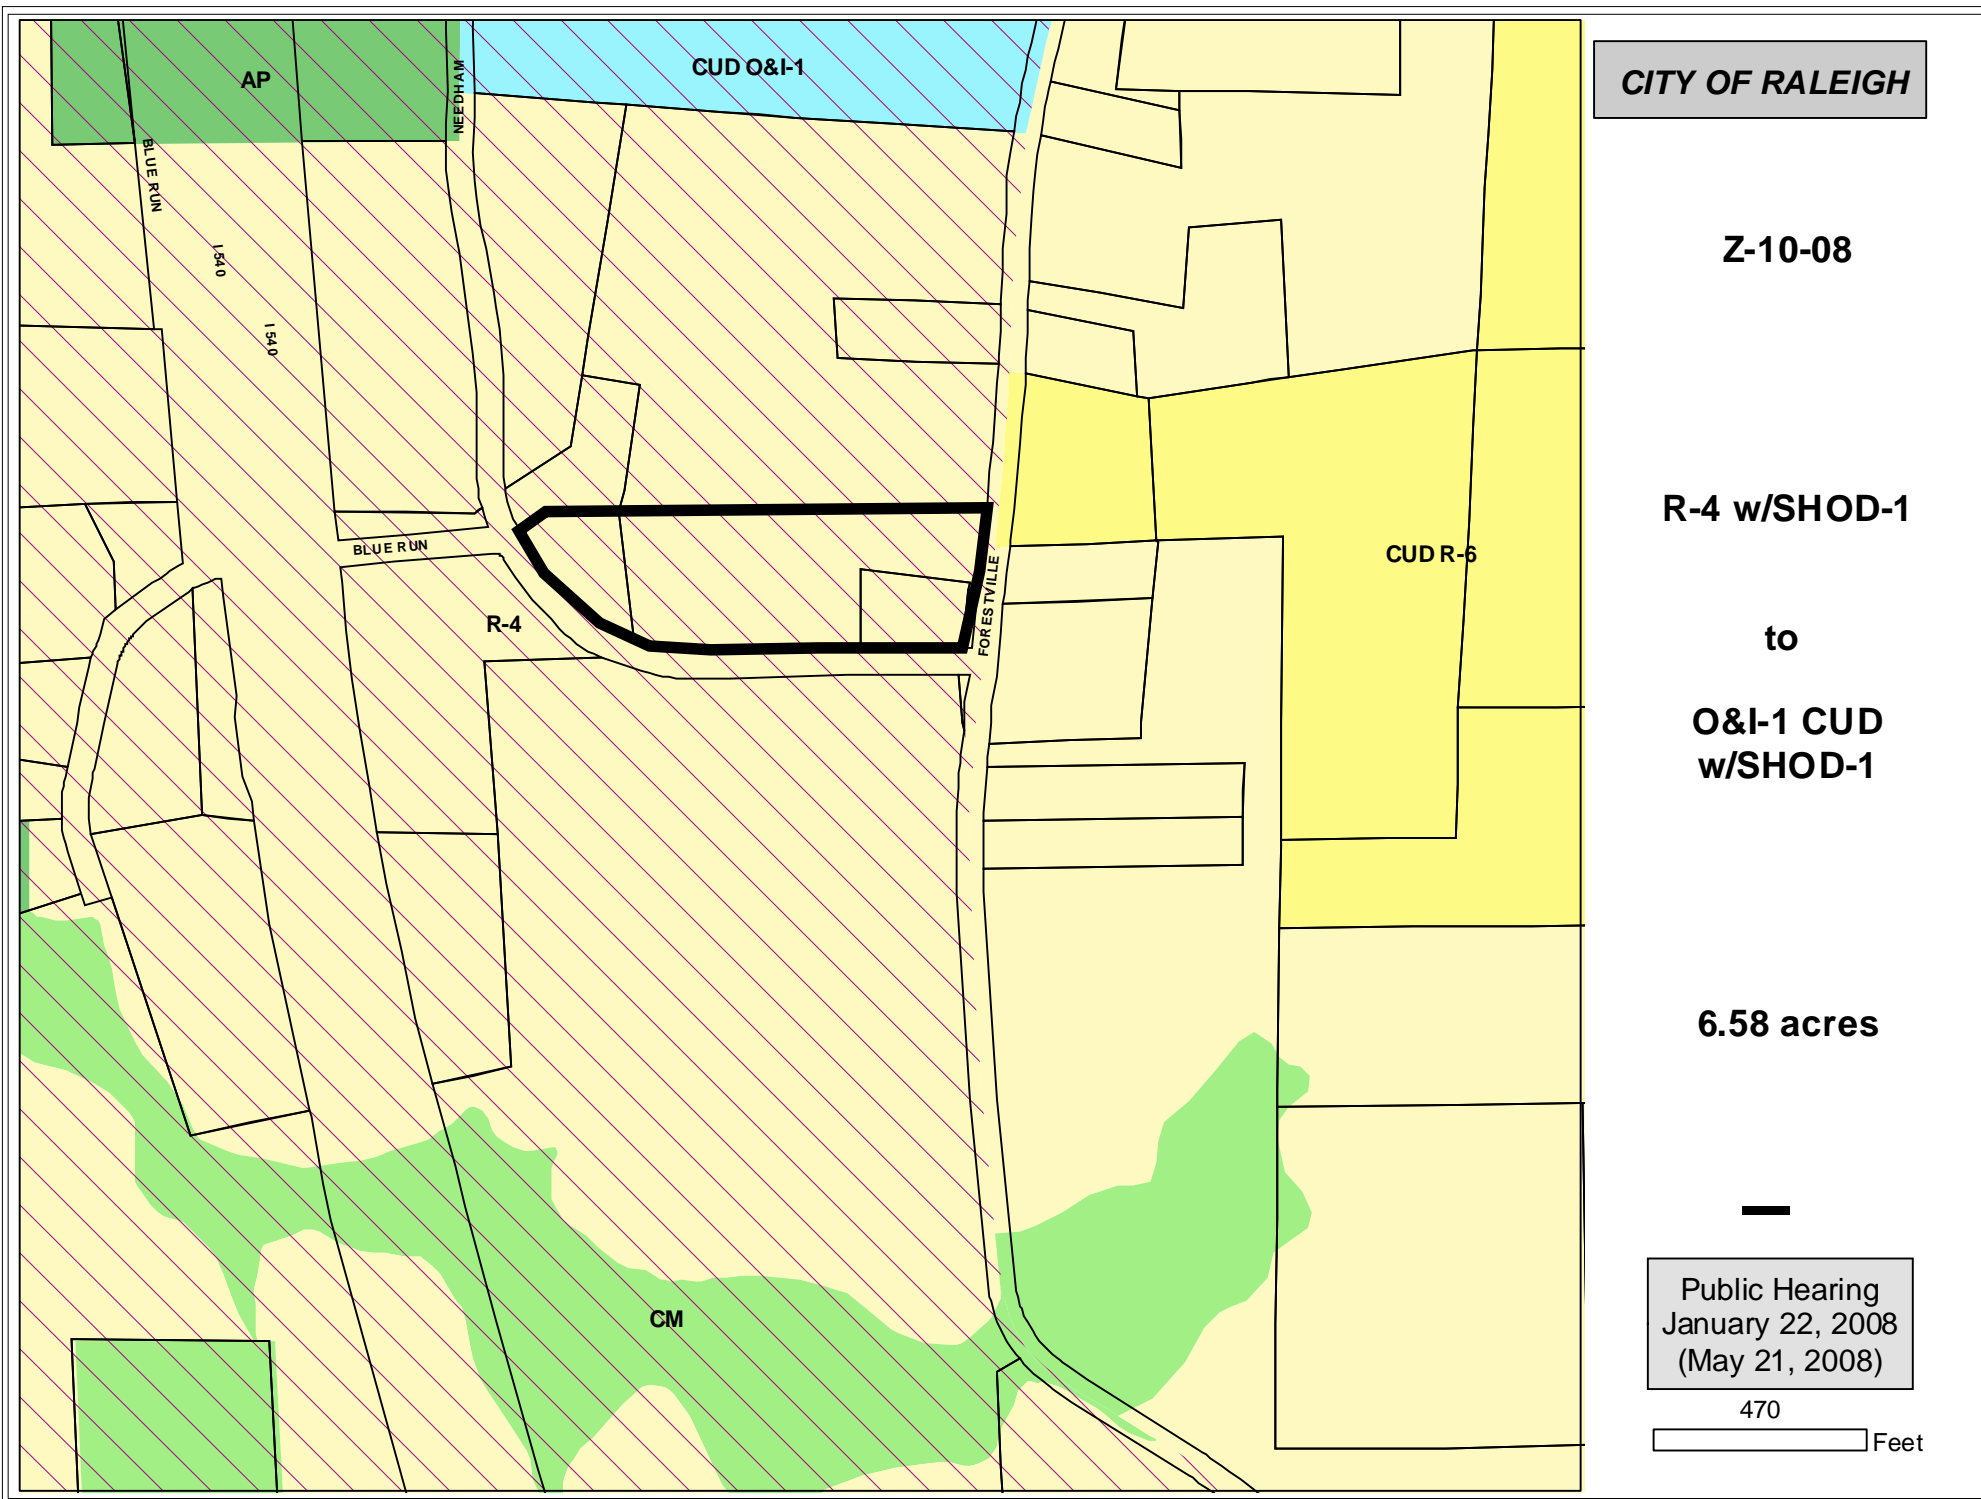 AP
CUD O&I-1
NEEDHAM
BLUE RUN
I 540
I 540
BLUE RUN
R-4
FORESTVILLE
CUD R-6
CM
CITY OF RALEIGH
Z-10-08
R-4 w/SHOD-1
to
O&I-1 CUD
w/SHOD-1
6.58 acres
Public Hearing
January 22, 2008
(May 21, 2008)
470
Feet